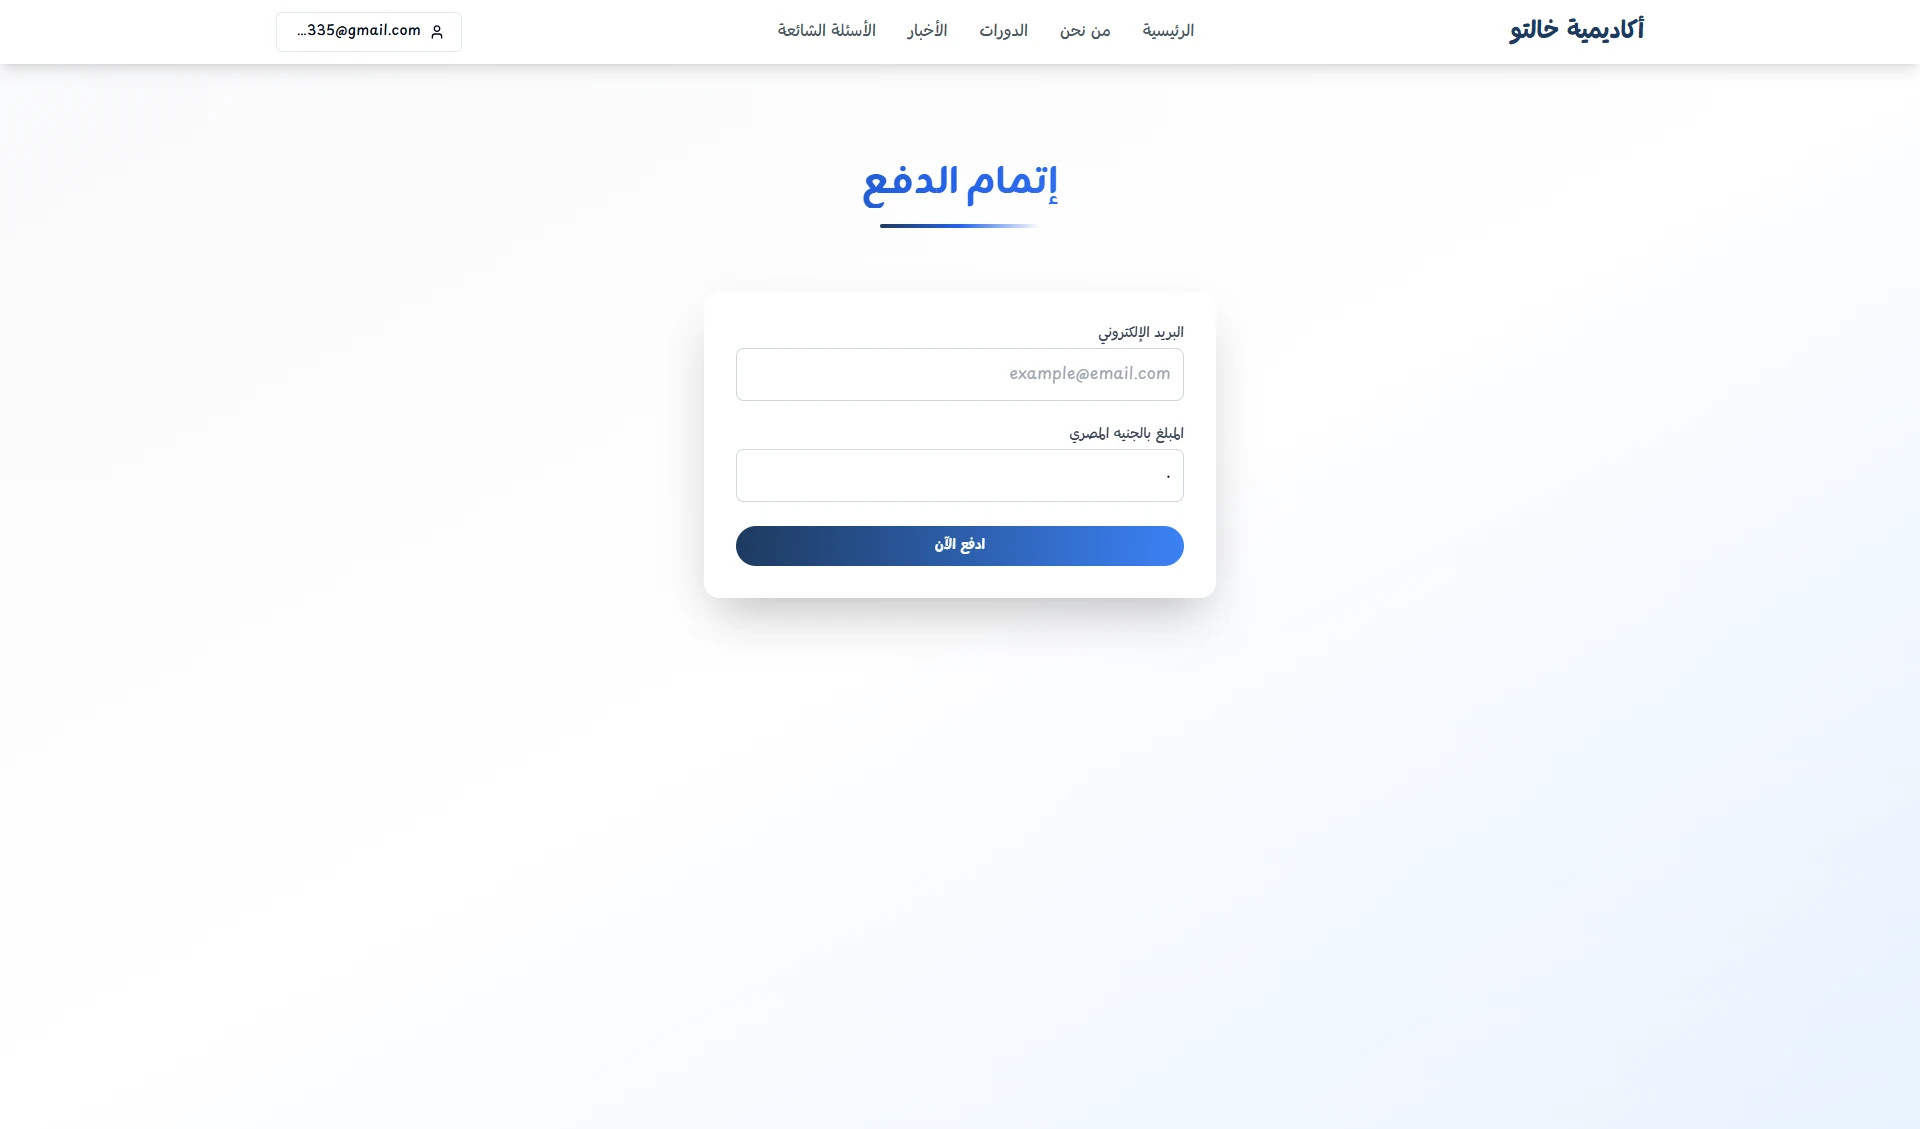 أكاديمية خالتو
الرئيسية
من نحن
الدورات
الأخبار
الأسئلة الشائعة
...335@gmail.com
إتمام الدفع
البريد الإلكتروني
example@email.com
المبلغ بالجنيه المصري
٠
ادفع الآن